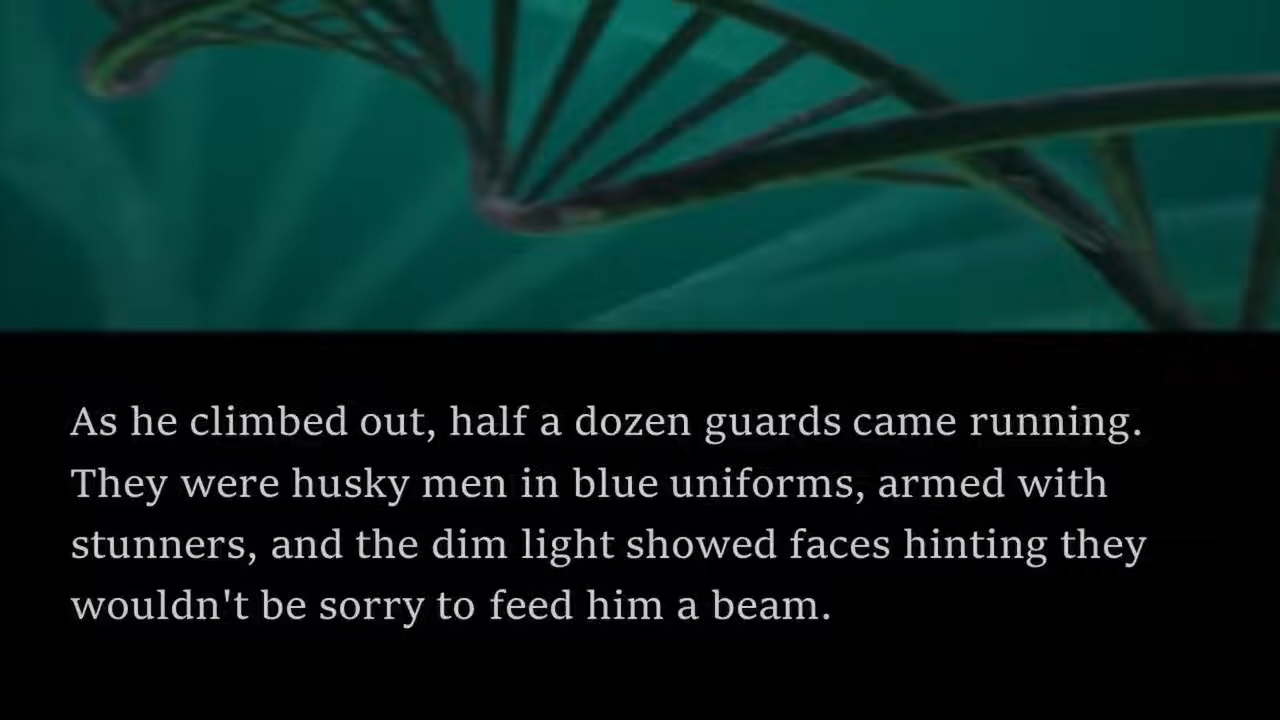 As he climbed out, half a dozen guards came running.
They were husky men in blue uniforms, armed with
stunners, and the dim light showed faces hinting they
wouldn't be sorry to feed him a beam.